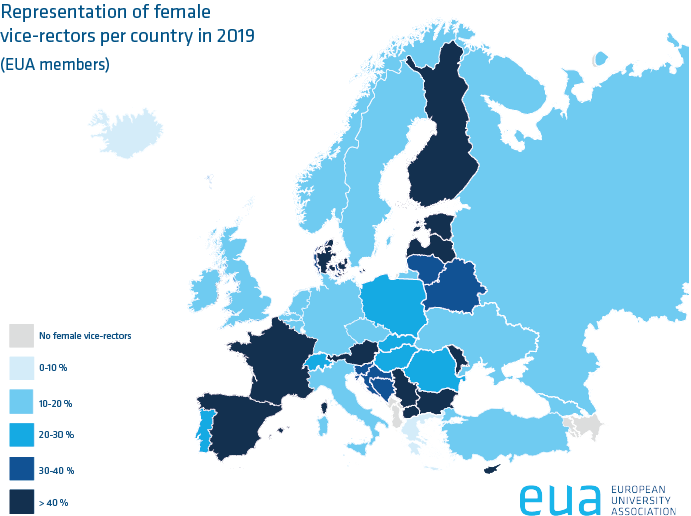 Representation of female
vice-rectors per country in 2019
(EUA members)
No female vice-rectors
0-10 %
10-20 %
20-30 %
30-40 %
> 40 %
eua
EUROPEAN
UNIVERSITY
ASSOCIATION